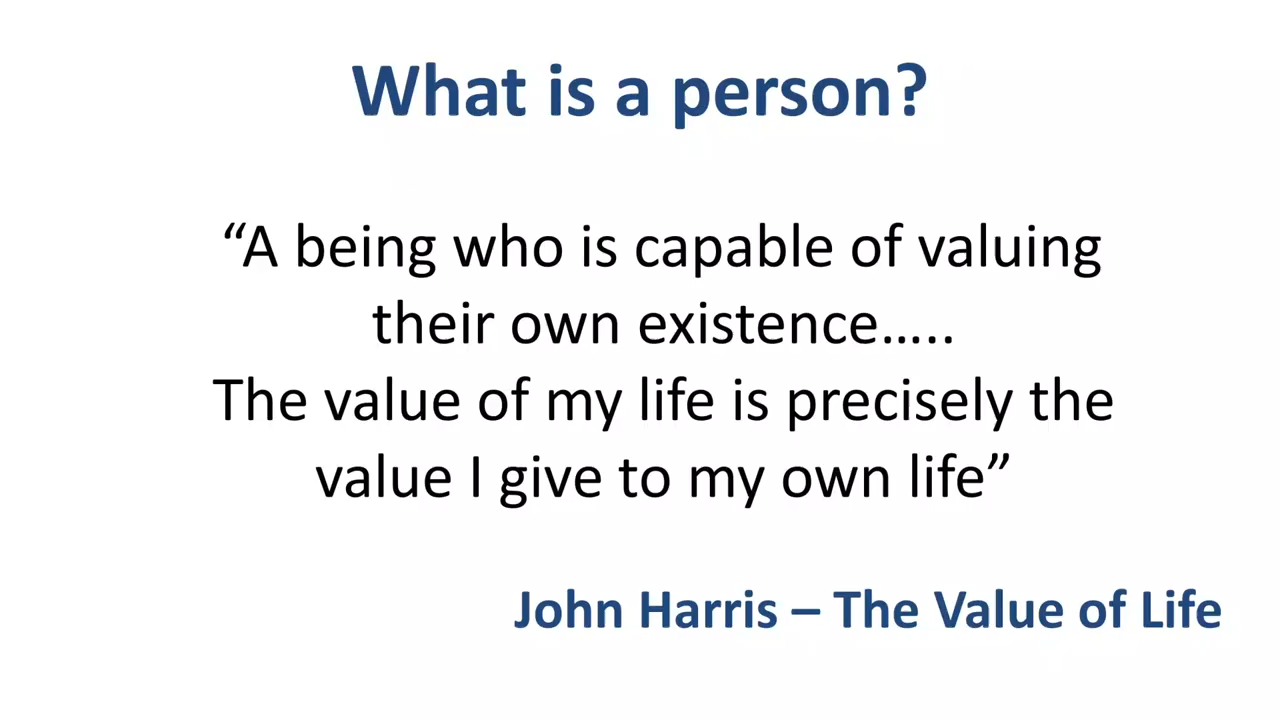 What is a person?
“A being who is capable of valuing
their own existence…..
The value of my life is precisely the
value I give to my own life”
John Harris – The Value of Life